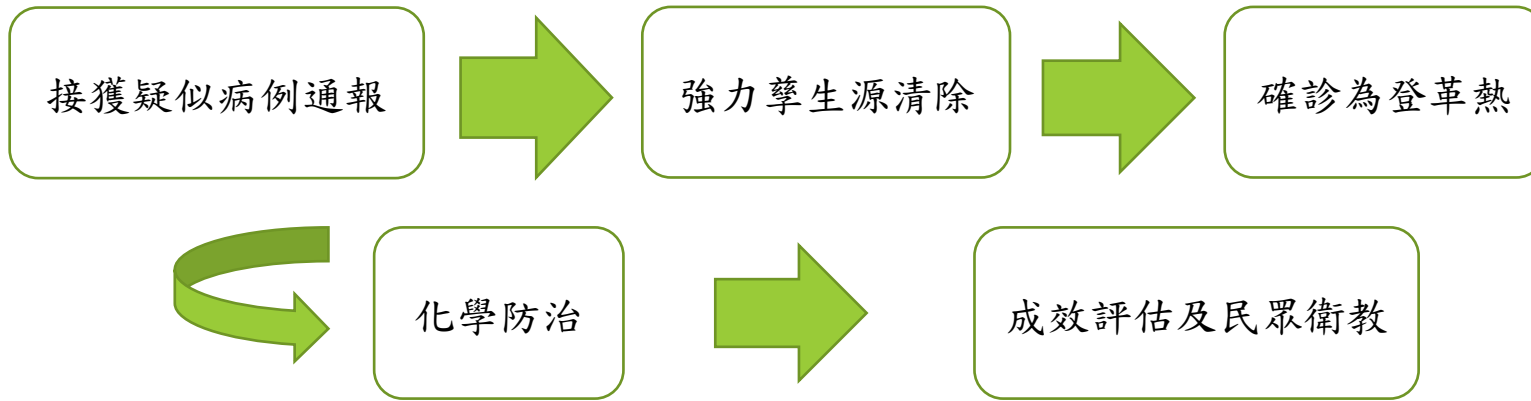 接獲疑似病例通報
強力孳生源清除
確診為登革熱
化學防治
成效評估及民眾衛教